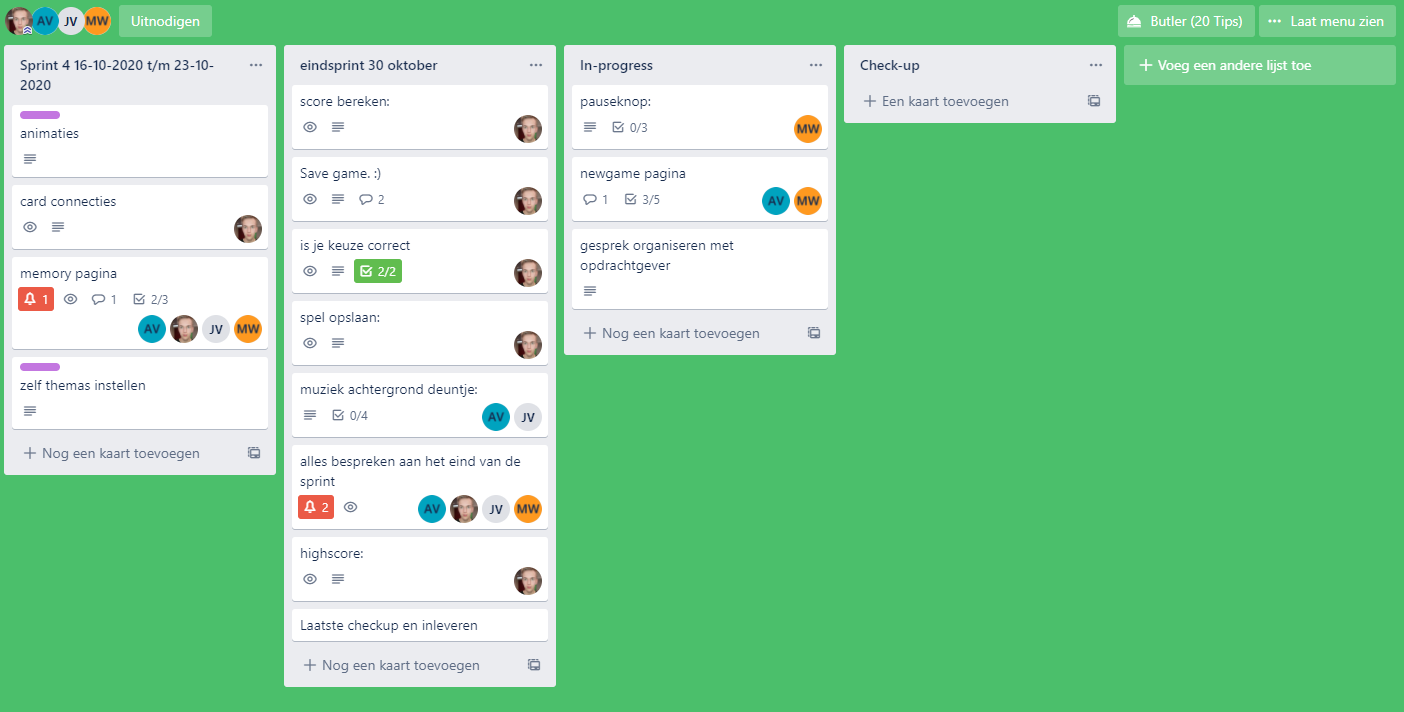 AV JV MW Uitnodigen Butler (20 Tips) Laat menu zien
Sprint 4 16-10-2020 t/m 23-10-
2020
animaties
card connecties
memory pagina
1 1 2/3
AV JV MW
zelf themas instellen
Nog een kaart toevoegen
eindsprint 30 oktober
score bereken:
Save game. :)
2
is je keuze correct
2/2
spel opslaan:
muziek achtergrond deuntje:
0/4 AV JV
alles bespreken aan het eind van de
sprint
2 AV JV MW
highscore:
Laatste checkup en inleveren
Nog een kaart toevoegen
In-progress
pauseknop:
0/3 MW
newgame pagina
1 3/5 AV MW
gesprek organiseren met
opdrachtgever
Nog een kaart toevoegen
Check-up
Een kaart toevoegen
Voeg een andere lijst toe